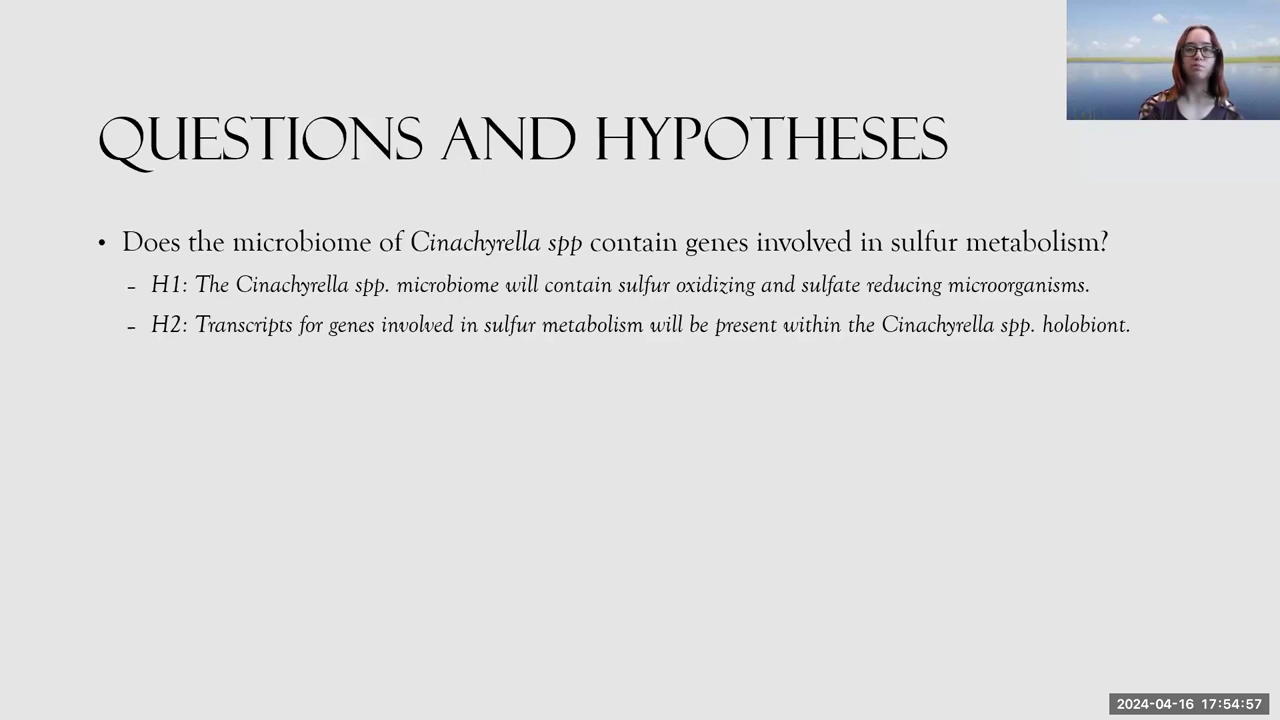 QUESTIONS AND HYPOTHESES
• Does the microbiome of Cinachyrella spp contain genes involved in sulfur metabolism?
– H1: The Cinachyrella spp. microbiome will contain sulfur oxidizing and sulfate reducing microorganisms.
– H2: Transcripts for genes involved in sulfur metabolism will be present within the Cinachyrella spp. holobiont.
2024-04-16 17:54:57